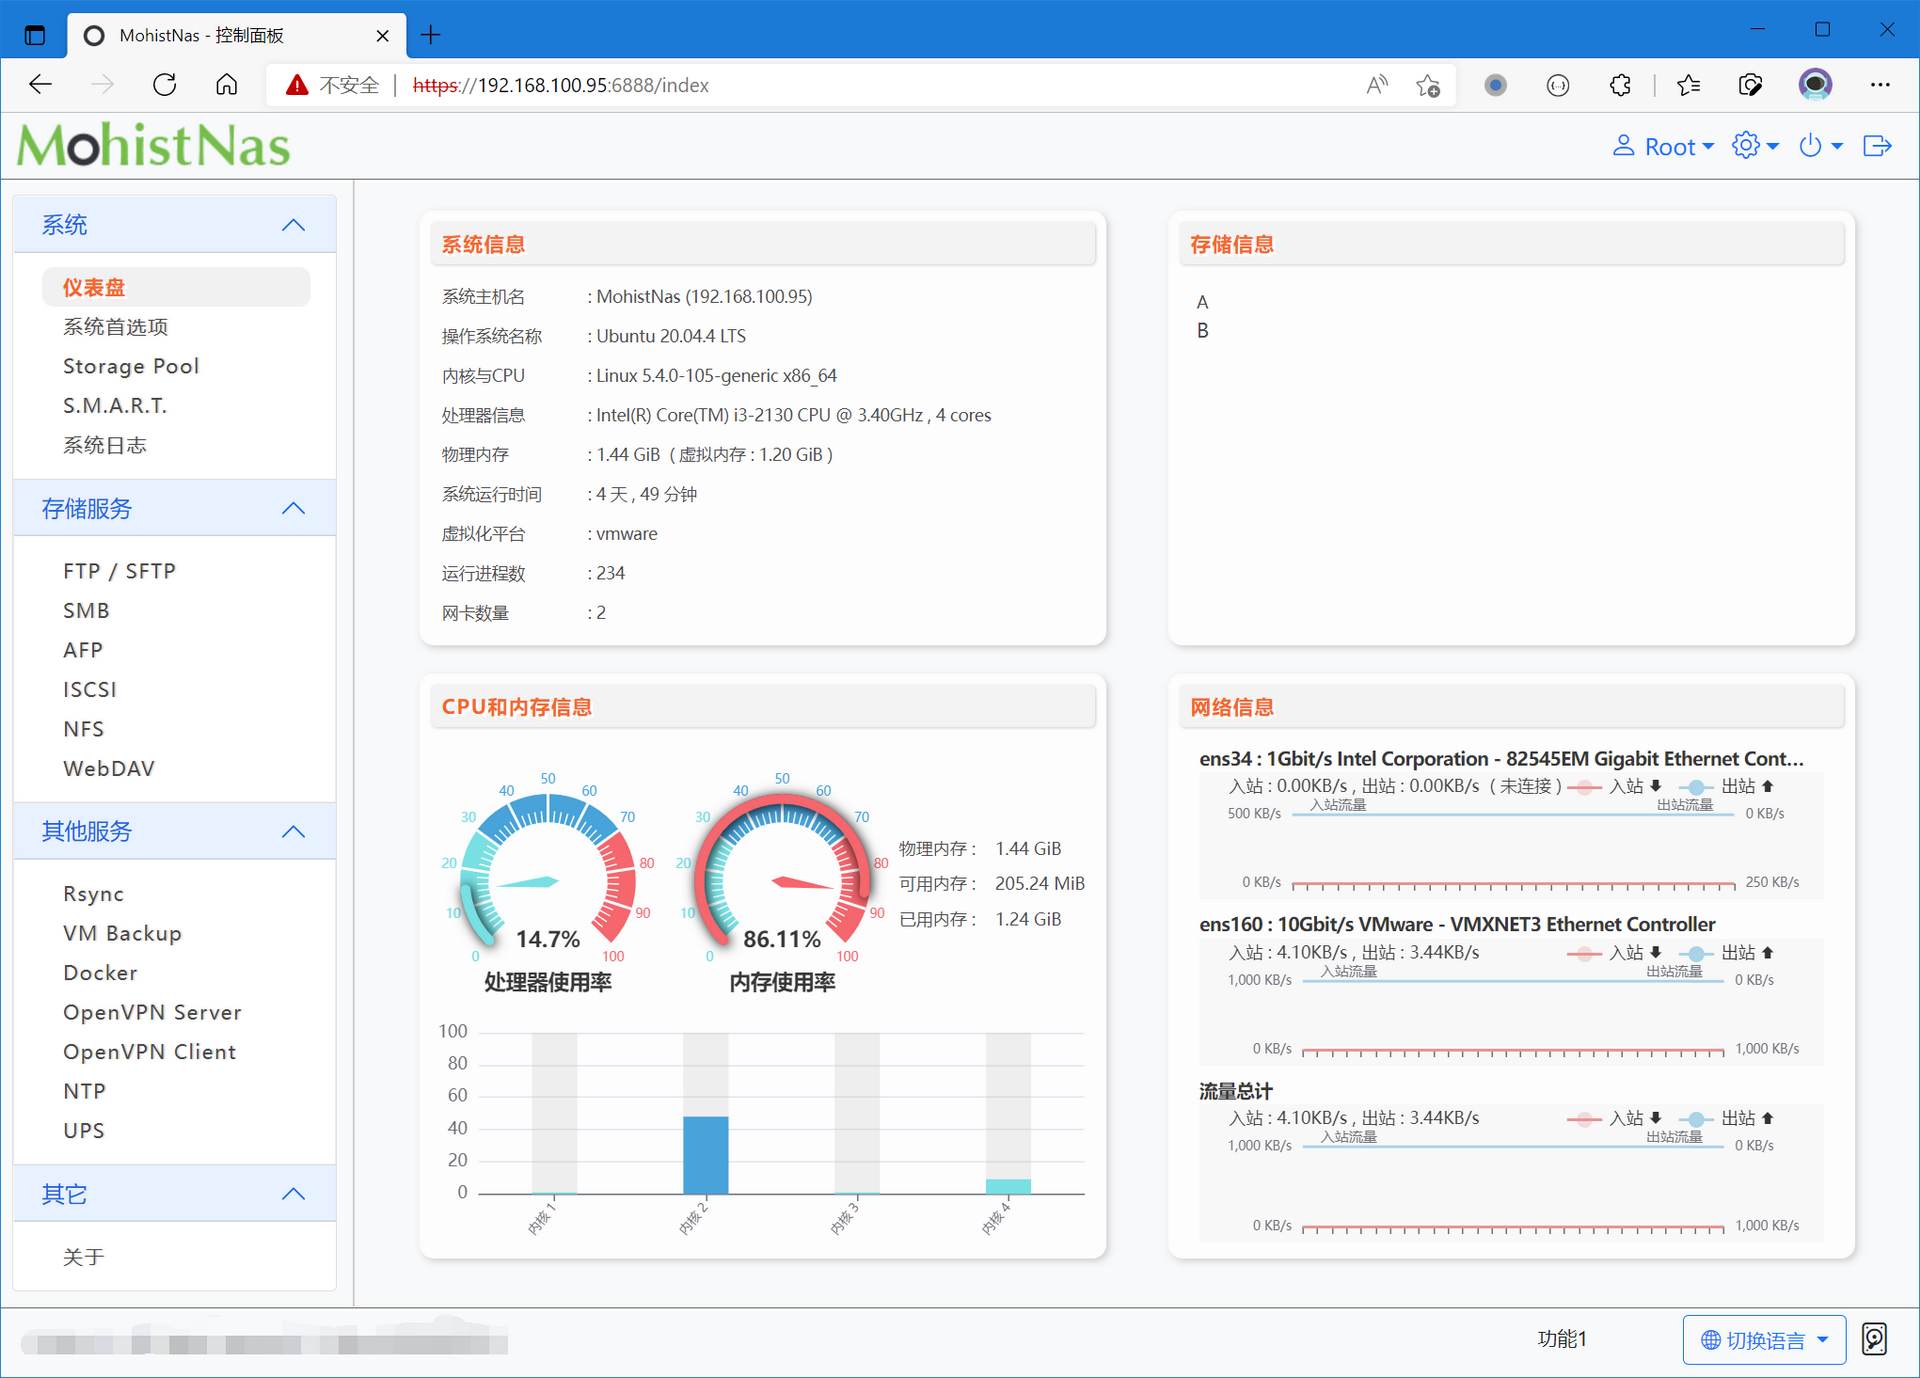 MohistNas - 控制面板
不安全 | https://192.168.100.95:6888/index
MohistNas
Root
系统
仪表盘
系统首选项
Storage Pool
S.M.A.R.T.
系统日志
存储服务
FTP / SFTP
SMB
AFP
ISCSI
NFS
WebDAV
其他服务
Rsync
VM Backup
Docker
OpenVPN Server
OpenVPN Client
NTP
UPS
其它
关于
系统信息
系统主机名 : MohistNas (192.168.100.95)
操作系统名称 : Ubuntu 20.04.4 LTS
内核与CPU : Linux 5.4.0-105-generic x86_64
处理器信息 : Intel(R) Core(TM) i3-2130 CPU @ 3.40GHz , 4 cores
物理内存 : 1.44 GiB ( 虚拟内存 : 1.20 GiB )
系统运行时间 : 4 天 , 49 分钟
虚拟化平台 : vmware
运行进程数 : 234
网卡数量 : 2
存储信息
A
B
CPU和内存信息
0 10 20 30 40 50 60 70 80 90 100
14.7%
处理器使用率
0 10 20 30 40 50 60 70 80 90 100
86.11%
内存使用率
物理内存 : 1.44 GiB
可用内存 : 205.24 MiB
已用内存 : 1.24 GiB
100
80
60
40
20
0
内核 1 内核 2 内核 3 内核 4
网络信息
ens34 : 1Gbit/s Intel Corporation - 82545EM Gigabit Ethernet Cont...
入站 : 0.00KB/s , 出站 : 0.00KB/s ( 未连接 ) 入站 ⬇ 出站 ⬆
入站流量 出站流量
500 KB/s 0 KB/s
0 KB/s 250 KB/s
ens160 : 10Gbit/s VMware - VMXNET3 Ethernet Controller
入站 : 4.10KB/s , 出站 : 3.44KB/s 入站 ⬇ 出站 ⬆
入站流量 出站流量
1,000 KB/s 0 KB/s
0 KB/s 1,000 KB/s
流量总计
入站 : 4.10KB/s , 出站 : 3.44KB/s 入站 ⬇ 出站 ⬆
入站流量 出站流量
1,000 KB/s 0 KB/s
0 KB/s 1,000 KB/s
功能1
切换语言